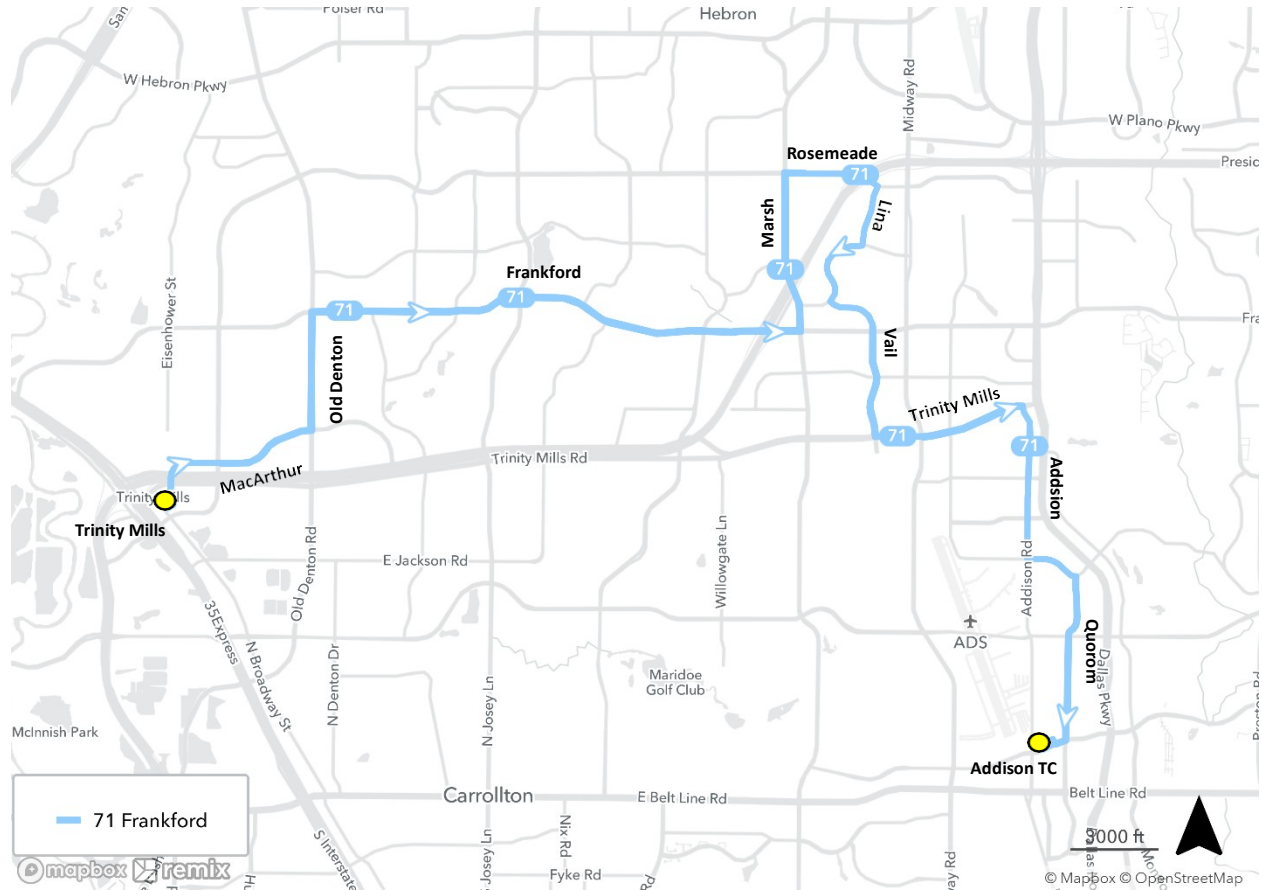 Polser Rd
San
Hebron
W Hebron Pkwy
Midway Rd
W Plano Pkwy
Rosemeade
Presid
71
Lina
Marsh
Eisenhower St
Frankford
71
71
71
Fra
Old Denton
Vail
Trinity Mills
71
71
Addsion
Trinity Mills Rd
MacArthur
Trinity Mills
Trinity Mills
E Jackson Rd
Old Denton Rd
Willowgate Ln
Addison Rd
35Express
N Broadway St
ADS
Quorom
Dallas Pkwy
N Denton Dr
N Josey Ln
Maridoe
Golf Club
Preston Rd
McInnish Park
Addison TC
71 Frankford
Carrollton
E Belt Line Rd
Belt Line Rd
S Interstate
Nix Rd
Fyke Rd
3000 ft
mapbox remix
© Mapbox © OpenStreetMap